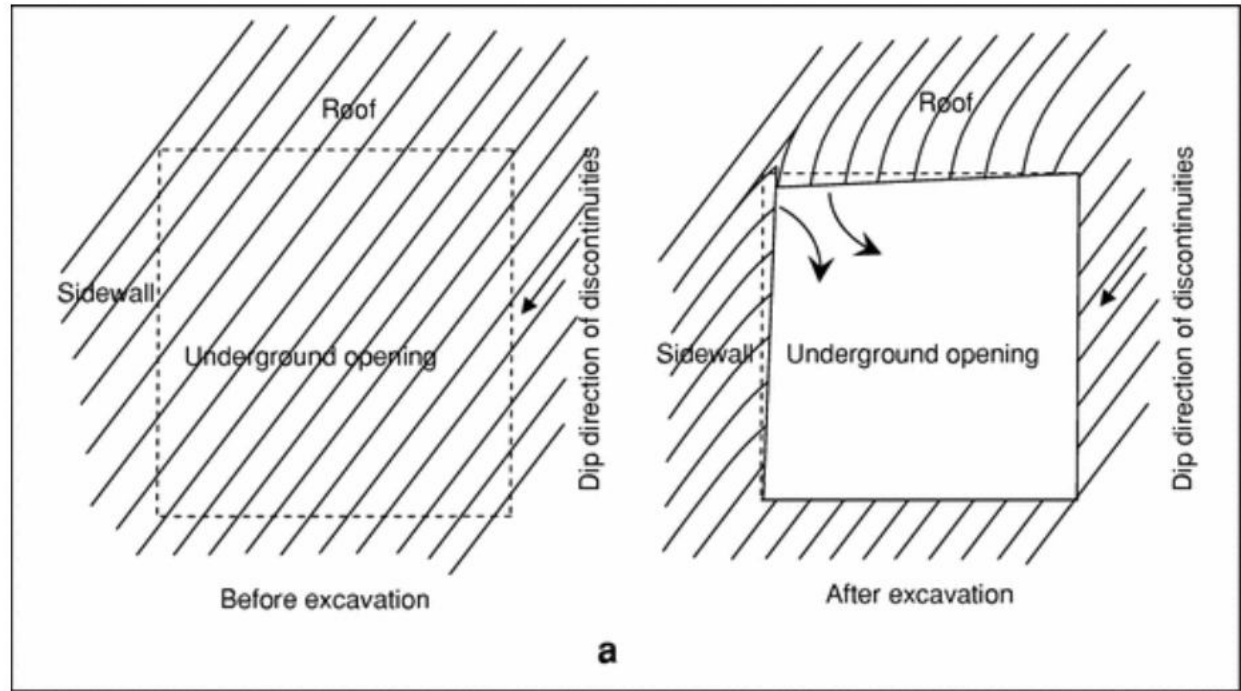 Roof
Sidewall
Underground opening
Dip direction of discontinuities
Before excavation
Roof
Sidewall
Underground opening
Dip direction of discontinuities
After excavation
a